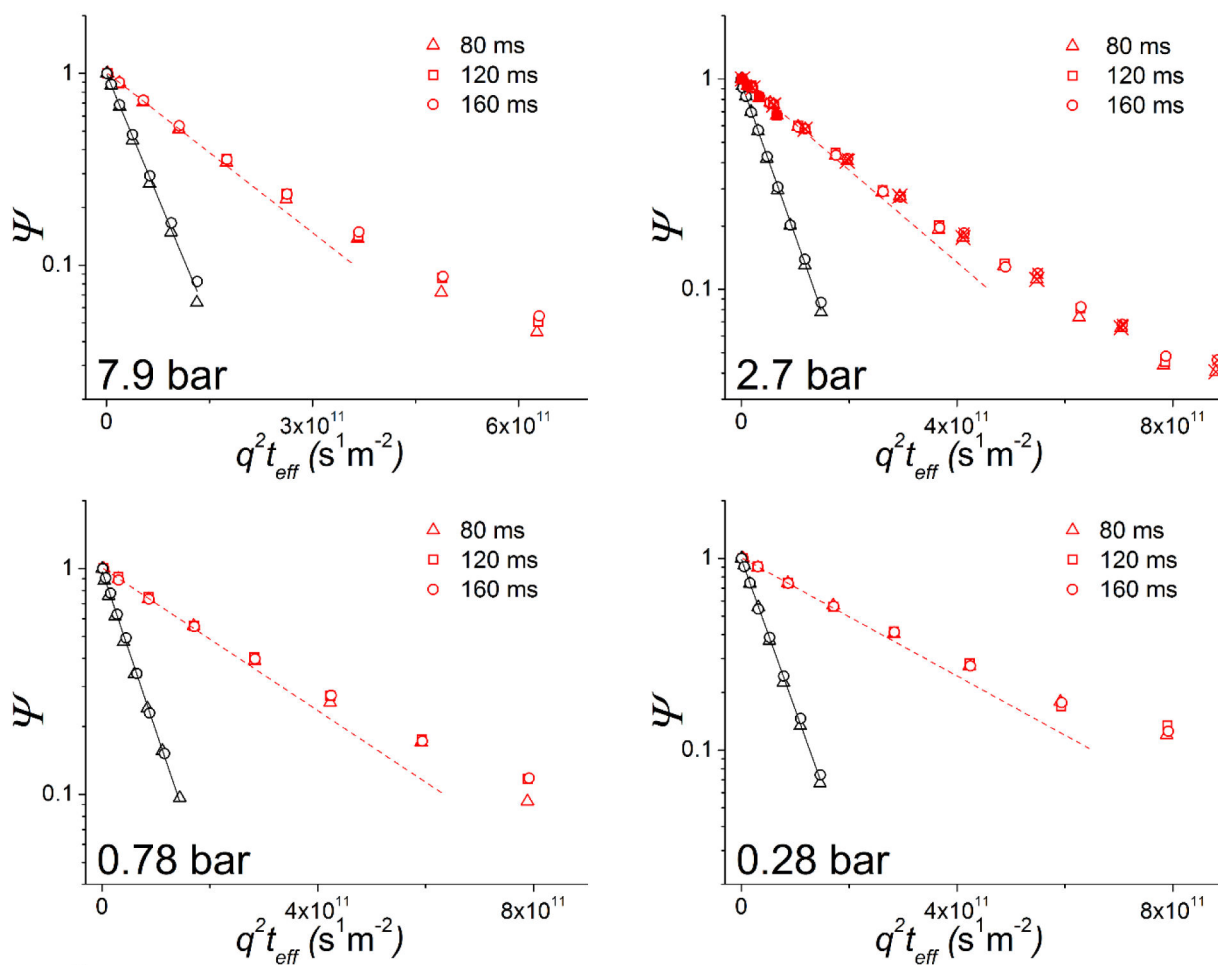 80 ms
120 ms
160 ms
1
0.1
Ψ
7.9 bar
0
3x10¹¹
6x10¹¹
q²t_eff (s¹m⁻²)
80 ms
120 ms
160 ms
1
0.1
Ψ
2.7 bar
0
4x10¹¹
8x10¹¹
q²t_eff (s¹m⁻²)
80 ms
120 ms
160 ms
1
0.1
Ψ
0.78 bar
0
4x10¹¹
8x10¹¹
q²t_eff (s¹m⁻²)
80 ms
120 ms
160 ms
1
0.1
Ψ
0.28 bar
0
4x10¹¹
8x10¹¹
q²t_eff (s¹m⁻²)